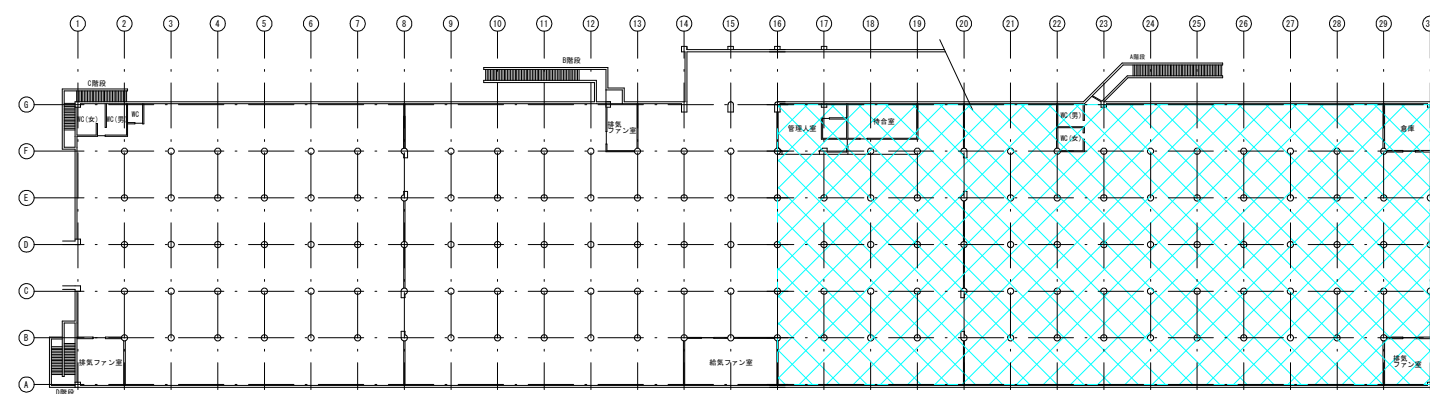 1 2 3 4 5 6 7 8 9 10 11 12 13 14 15 16 17 18 19 20 21 22 23 24 25 26 27 28 29
B階段
A階段
C階段
G
WC(女) WC(男) WC
排気
ファン室
管理人室
待合室
WC(男)
WC(女)
倉庫
F
E
D
C
B
排気ファン室
給気ファン室
排気
ファン室
A
D階段